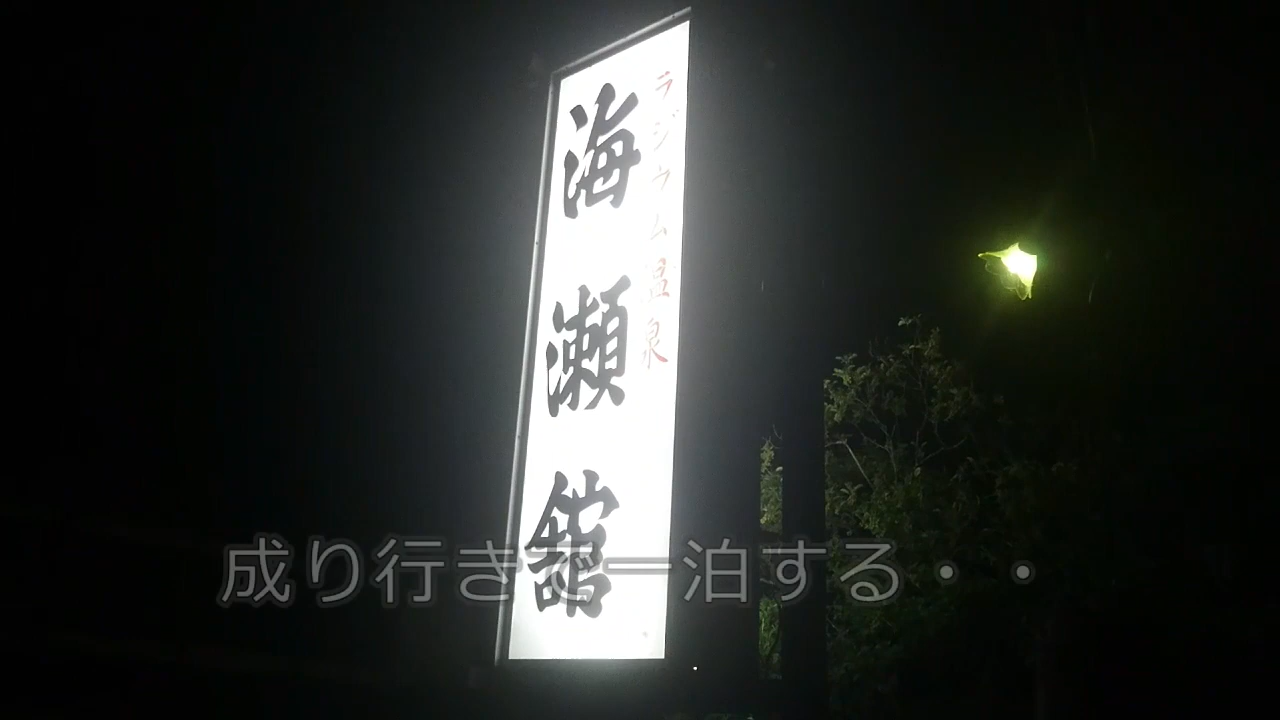 ラジウム温泉
海瀬館
成り行きで一泊する・・